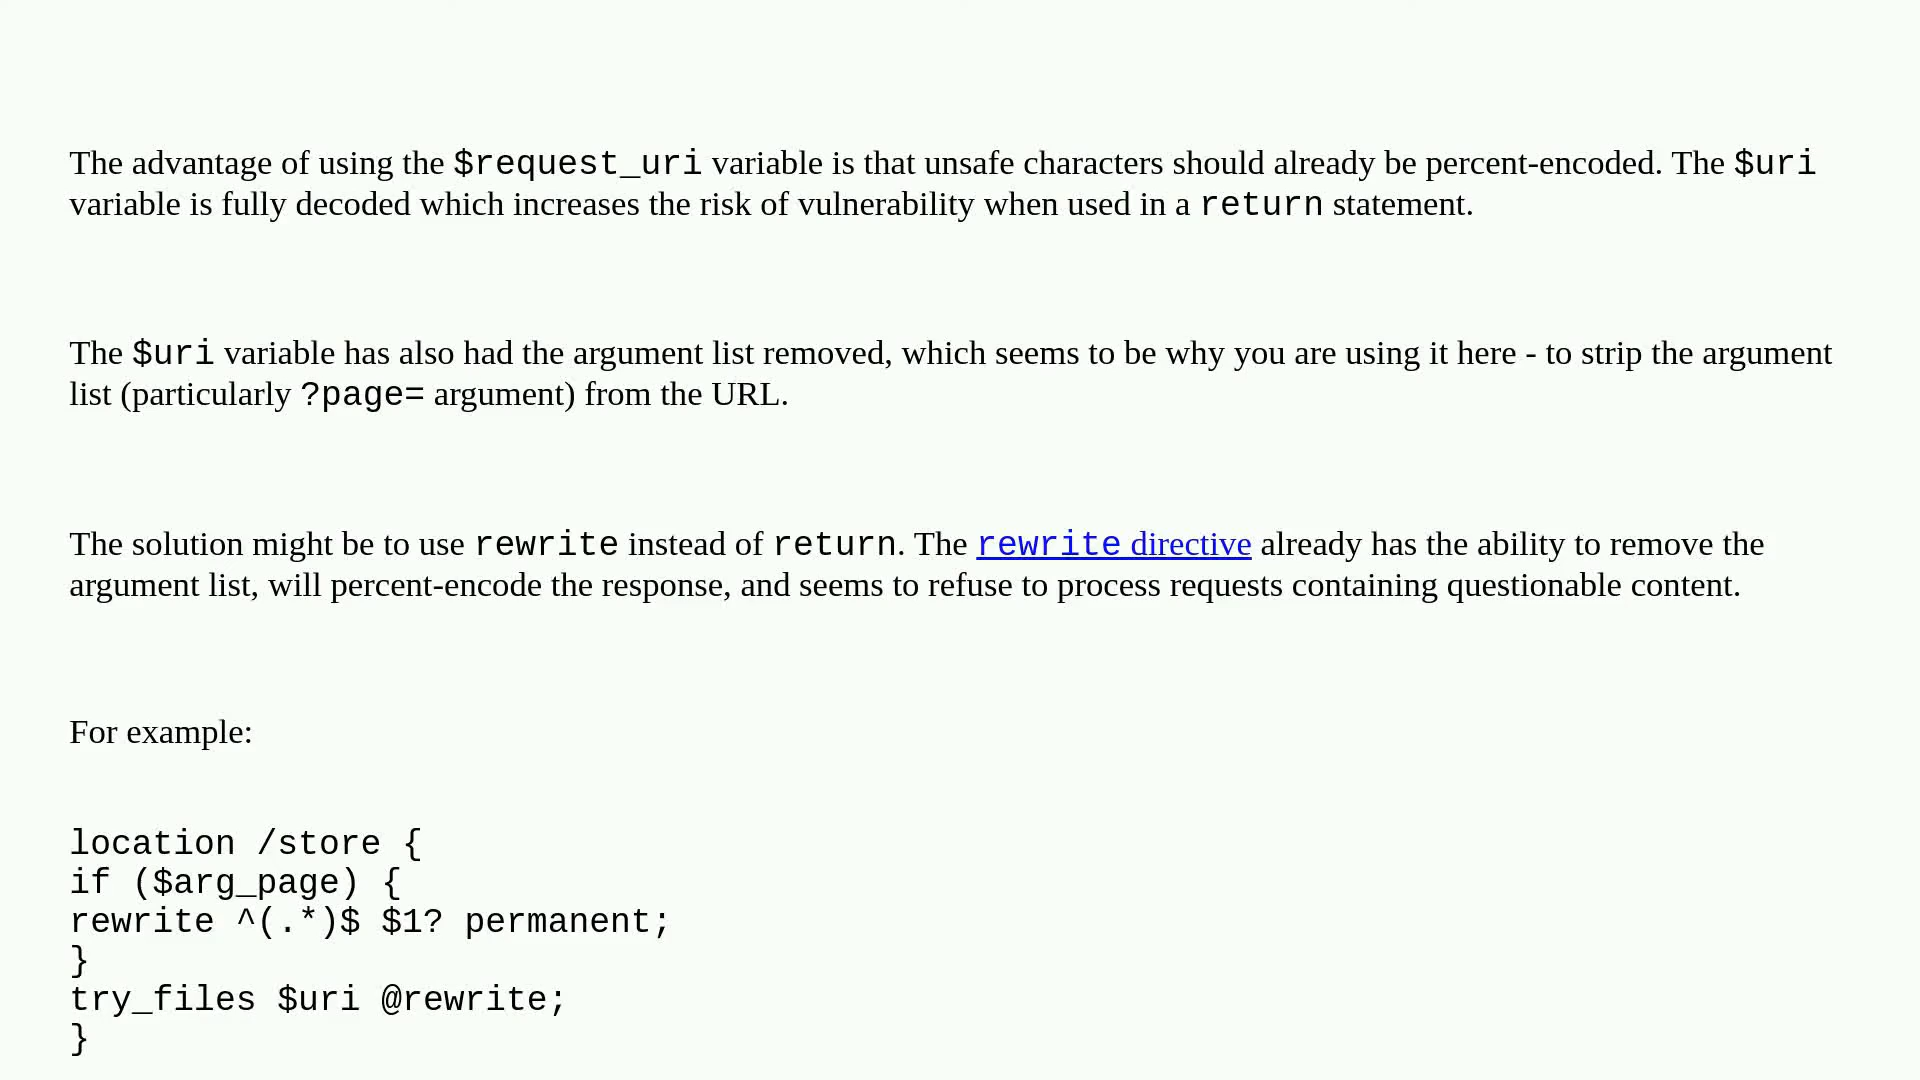 The advantage of using the $request_uri variable is that unsafe characters should already be percent-encoded. The $uri
variable is fully decoded which increases the risk of vulnerability when used in a return statement.
The $uri variable has also had the argument list removed, which seems to be why you are using it here - to strip the argument
list (particularly ?page= argument) from the URL.
The solution might be to use rewrite instead of return. The rewrite directive already has the ability to remove the
argument list, will percent-encode the response, and seems to refuse to process requests containing questionable content.
For example:
location /store {
if ($arg_page) {
rewrite ^(.*)$ $1? permanent;
}
try_files $uri @rewrite;
}